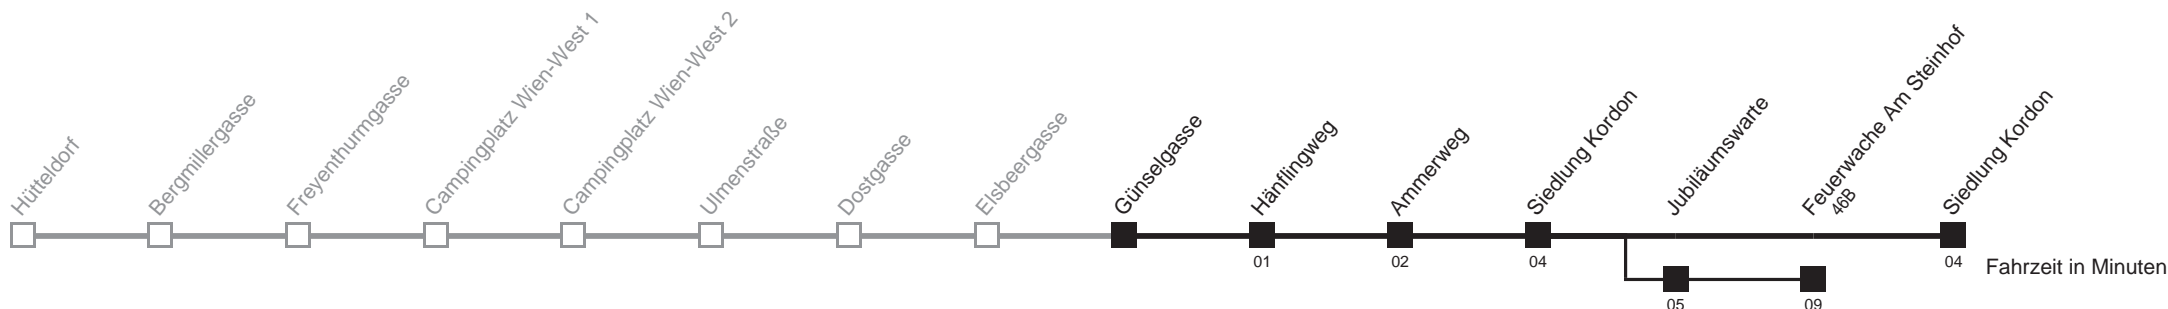 Hütteldorf
Bergmillergasse
Freyenthurmgasse
Campingplatz Wien-West 1
Campingplatz Wien-West 2
Ulmenstraße
Dostgasse
Elsbeergasse
Günselgasse
Hänflingweg
Ammerweg
Siedlung Kordon
Jubiläumswarte
Feuerwache Am Steinhof
46B
Siedlung Kordon
01
02
04
04
Fahrzeit in Minuten
05
09